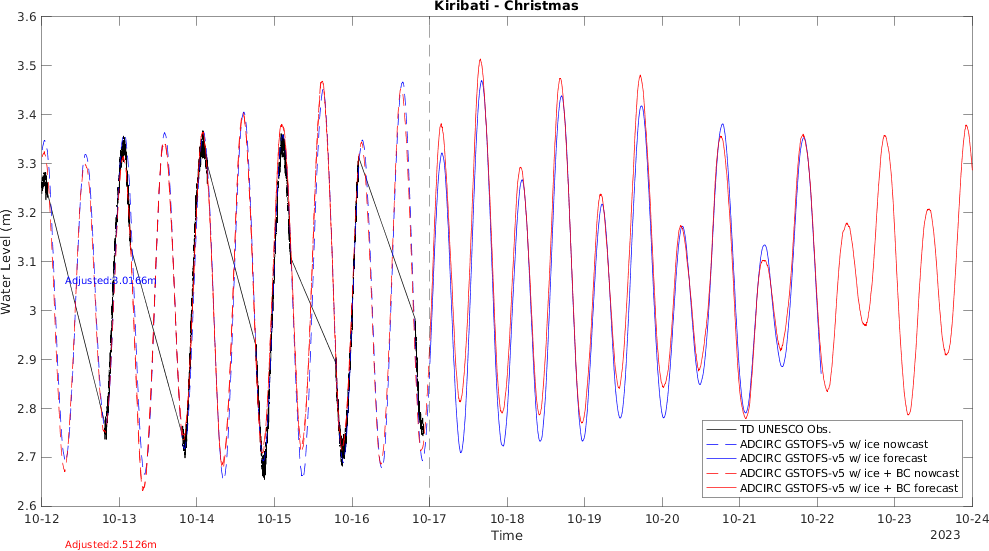 Kiribati - Christmas
3.6
3.5
3.4
3.3
3.2
3.1
3
2.9
2.8
2.7
2.6
Water Level (m)
Adjusted:3.0166m
TD UNESCO Obs.
ADCIRC GSTOFS-v5 w/ ice nowcast
ADCIRC GSTOFS-v5 w/ ice forecast
ADCIRC GSTOFS-v5 w/ ice + BC nowcast
ADCIRC GSTOFS-v5 w/ ice + BC forecast
10-12 10-13 10-14 10-15 10-16 10-17 10-18 10-19 10-20 10-21 10-22 10-23 10-24
Time
2023
Adjusted:2.5126m